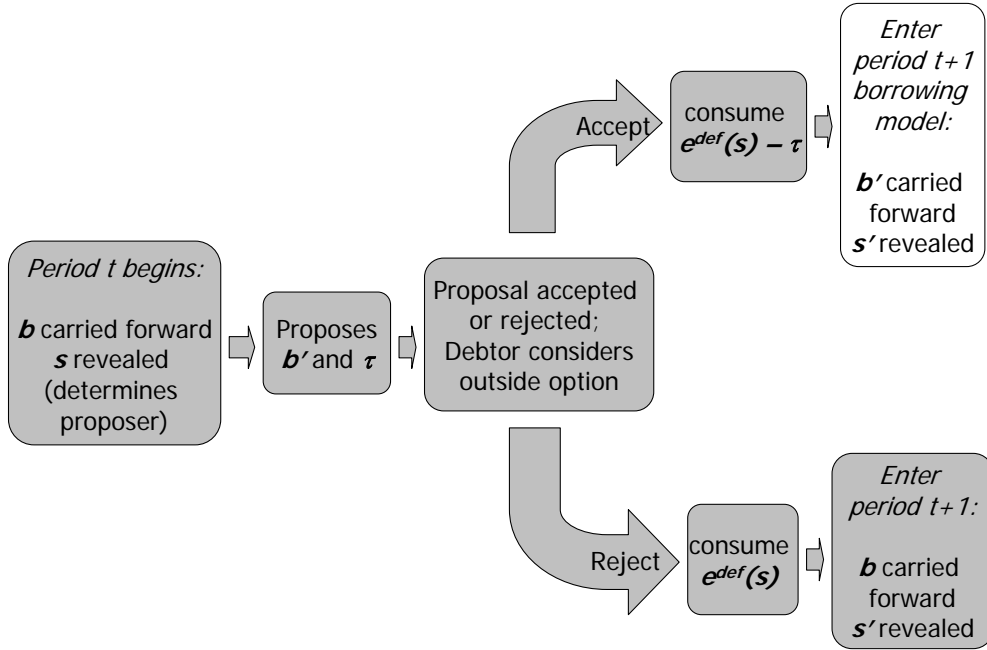 Period t begins:
b carried forward
s revealed
(determines
proposer)
Proposes
b′ and τ
Proposal accepted
or rejected;
Debtor considers
outside option
Accept
consume
e^def(s) – τ
Enter
period t+1
borrowing
model:
b′ carried
forward
s′ revealed
Reject
consume
e^def(s)
Enter
period t+1:
b carried
forward
s′ revealed